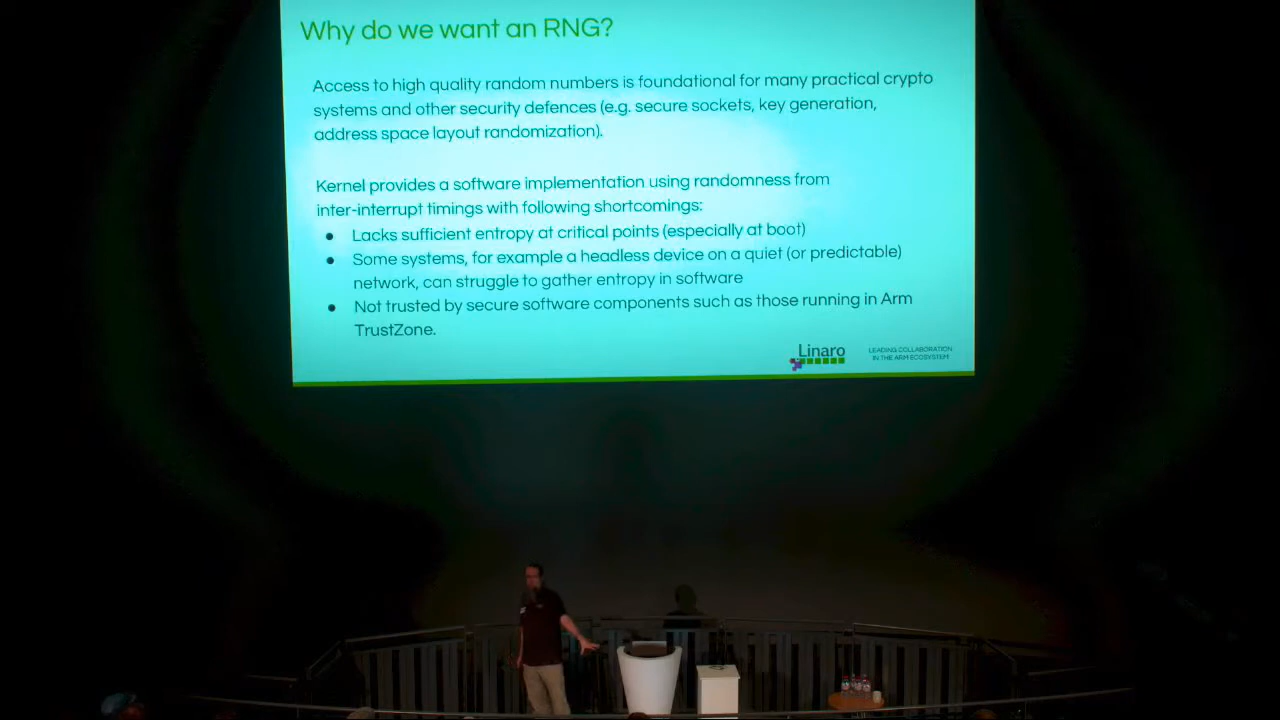 Why do we want an RNG?
Access to high quality random numbers is foundational for many practical crypto
systems and other security defences (e.g. secure sockets, key generation,
address space layout randomization).
Kernel provides a software implementation using randomness from
inter-interrupt timings with following shortcomings:
● Lacks sufficient entropy at critical points (especially at boot)
● Some systems, for example a headless device on a quiet (or predictable)
network, can struggle to gather entropy in software
● Not trusted by secure software components such as those running in Arm
TrustZone.
Linaro
LEADING COLLABORATION
IN THE ARM ECOSYSTEM